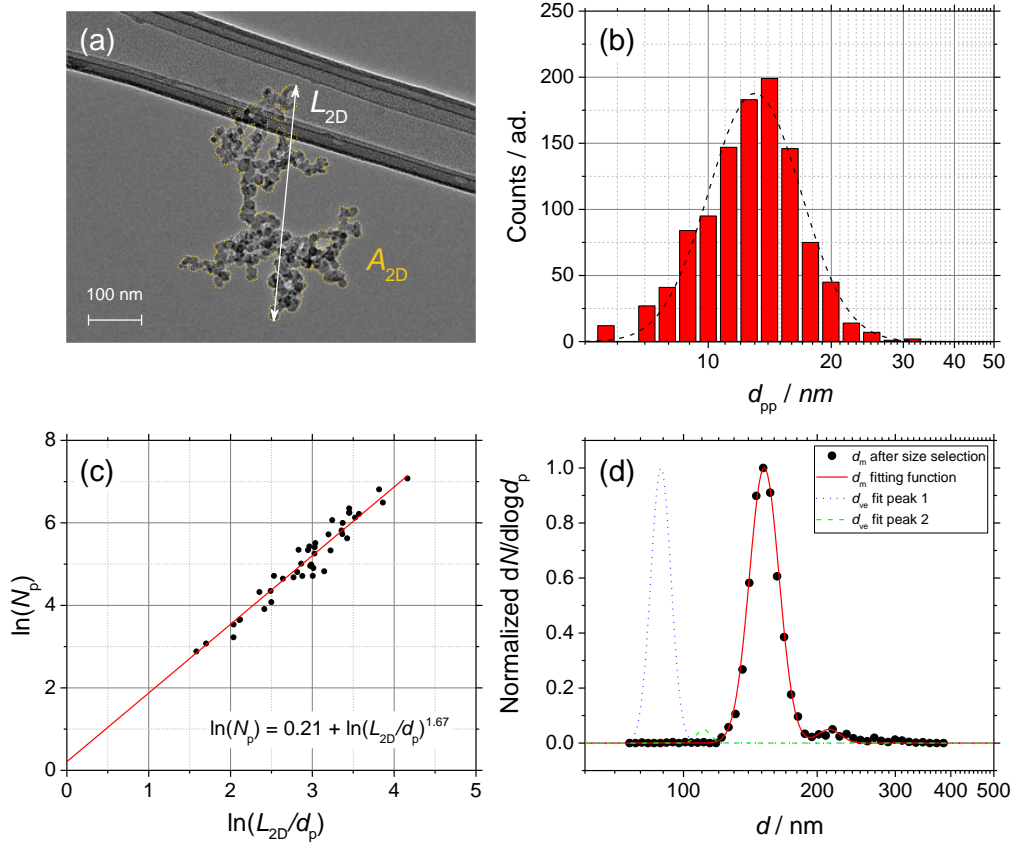 (a)
L2D
A2D
100 nm
(b)
Counts / ad.
250
200
150
100
50
0
10
20
30
40
50
dpp / nm
(c)
ln(Np)
8
6
4
2
0
ln(Np) = 0.21 + ln(L2D/dp)^1.67
0
1
2
3
4
5
ln(L2D/dp)
(d)
Normalized dN/dlogdp
1.0
0.8
0.6
0.4
0.2
0.0
dm after size selection
dm fitting function
dve fit peak 1
dve fit peak 2
100
200
300
400
500
d / nm